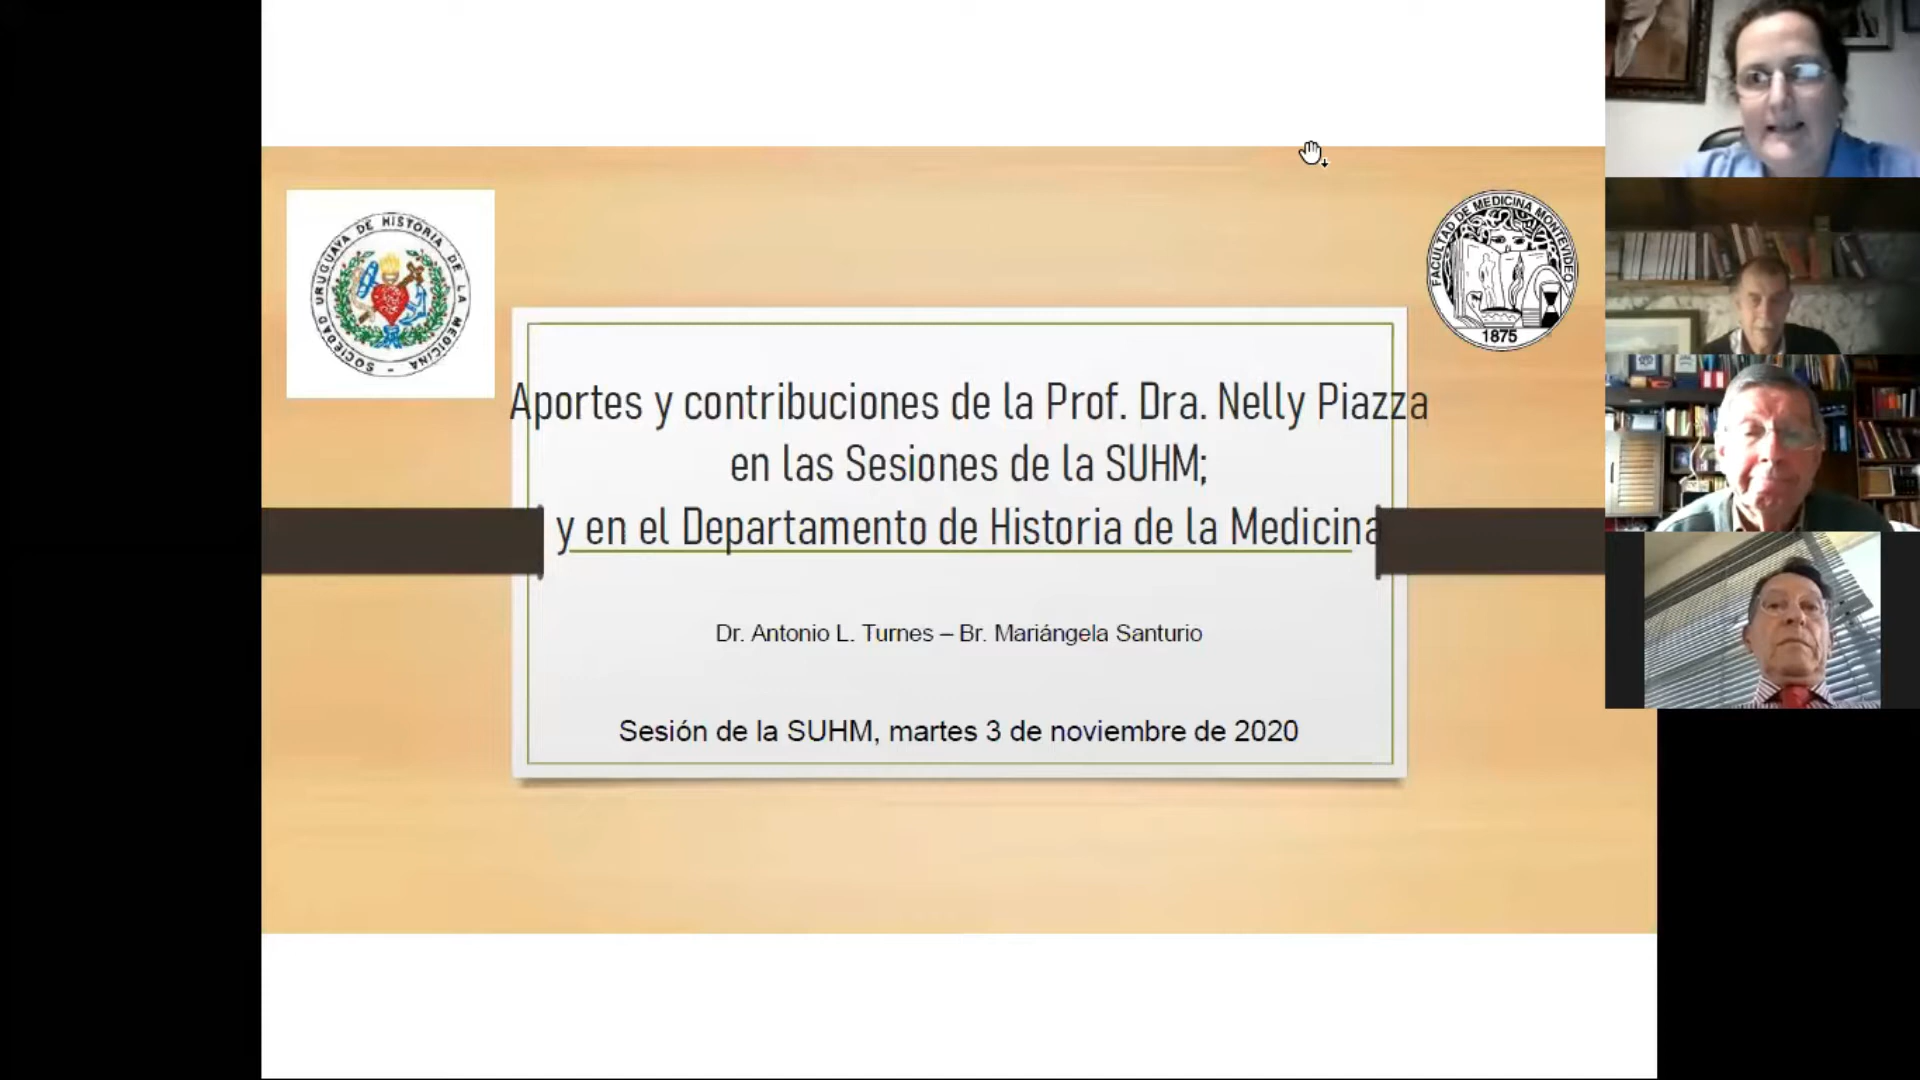 SOCIEDAD URUGUAYA DE HISTORIA DE LA MEDICINA -
FACULTAD DE MEDICINA MONTEVIDEO
1875
Aportes y contribuciones de la Prof. Dra. Nelly Piazza
en las Sesiones de la SUHM;
y en el Departamento de Historia de la Medicina
Dr. Antonio L. Turnes – Br. Mariángela Santurio
Sesión de la SUHM, martes 3 de noviembre de 2020